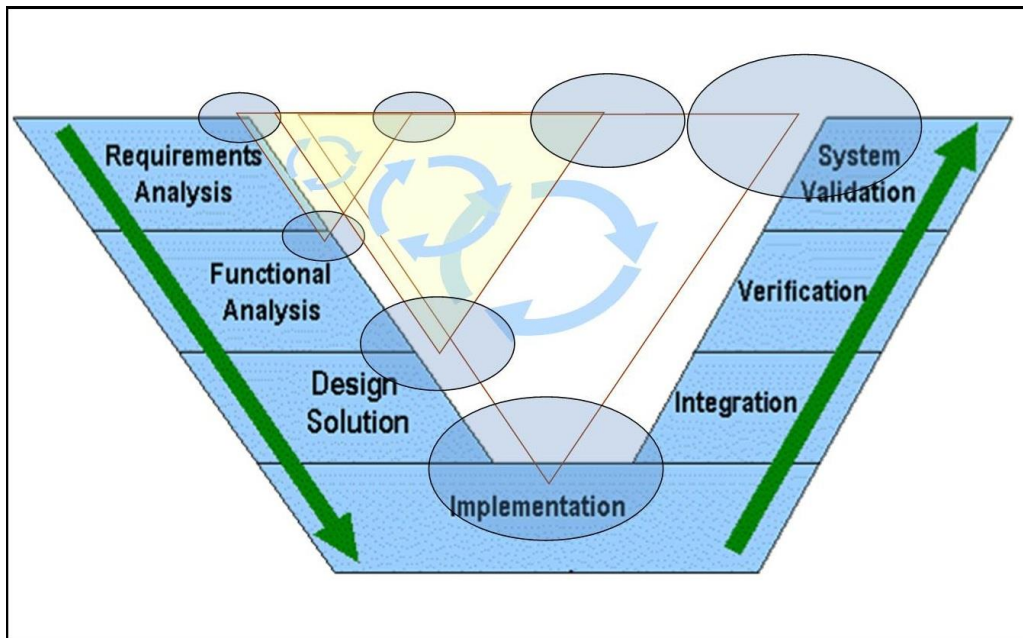 Requirements
Analysis
Functional
Analysis
Design
Solution
Implementation
Integration
Verification
System
Validation